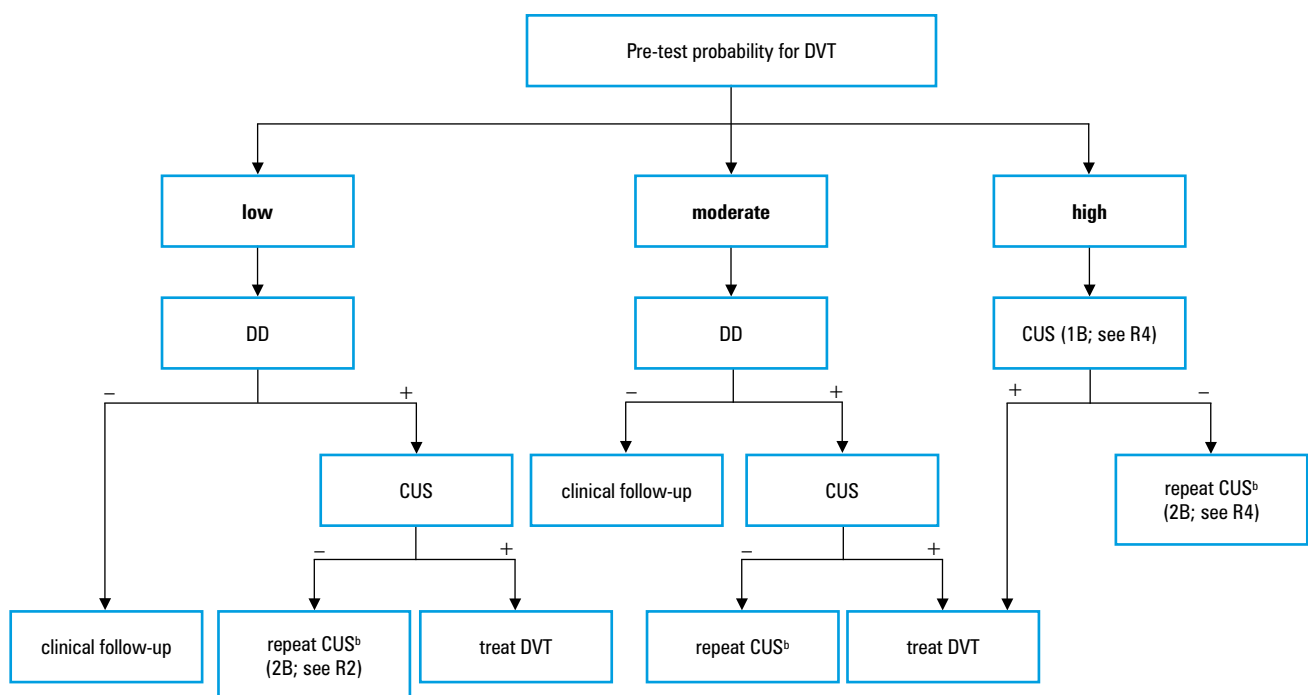 Pre-test probability for DVT
low
moderate
high
DD
DD
CUS (1B; see R4)
−
+
−
+
+
−
CUS
clinical follow-up
CUS
repeat CUSᵇ
(2B; see R4)
−
+
−
+
clinical follow-up
repeat CUSᵇ
(2B; see R2)
treat DVT
repeat CUSᵇ
treat DVT